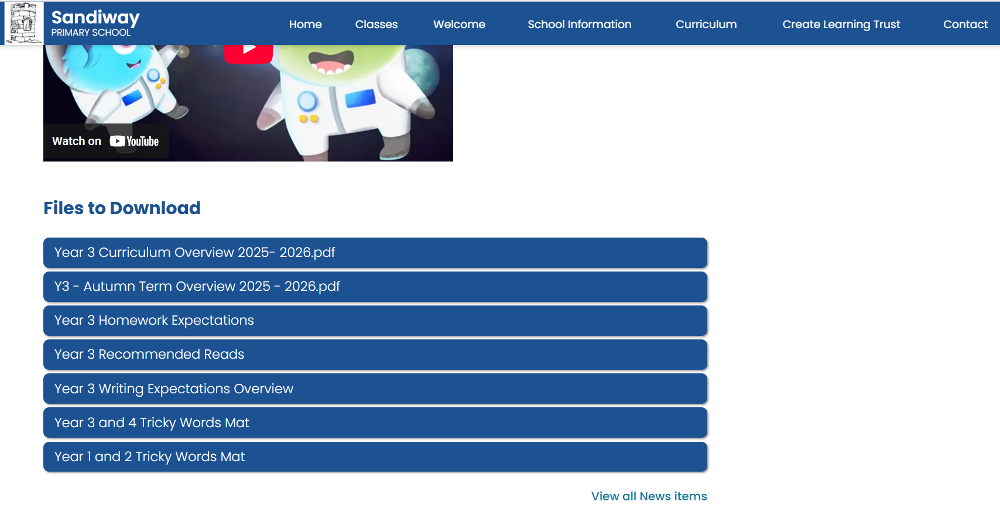 Sandiway
PRIMARY SCHOOL
Home Classes Welcome School Information Curriculum Create Learning Trust Contact
Watch on YouTube
Files to Download
Year 3 Curriculum Overview 2025- 2026.pdf
Y3 - Autumn Term Overview 2025 - 2026.pdf
Year 3 Homework Expectations
Year 3 Recommended Reads
Year 3 Writing Expectations Overview
Year 3 and 4 Tricky Words Mat
Year 1 and 2 Tricky Words Mat
View all News items